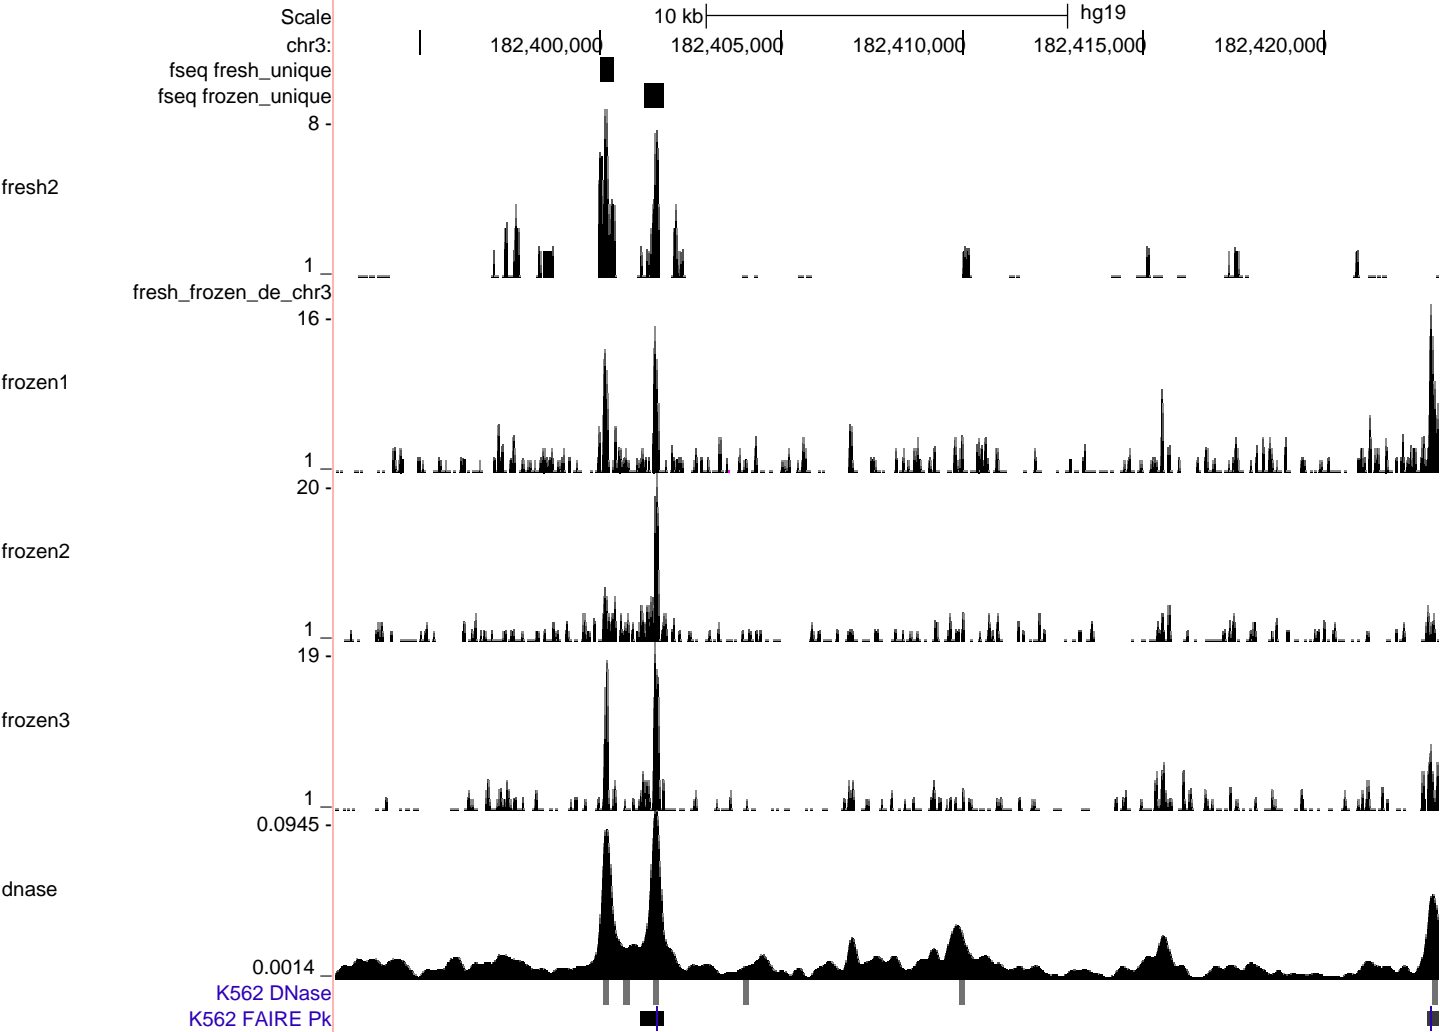 Scale 10 kb hg19
chr3: 182,400,000 182,405,000 182,410,000 182,415,000 182,420,000
fseq fresh_unique
fseq frozen_unique
8 -
fresh2
1 _
fresh_frozen_de_chr3
16 -
frozen1
1 _
20 -
frozen2
1 _
19 -
frozen3
1 _
0.0945 -
dnase
0.0014 _
K562 DNase
K562 FAIRE Pk